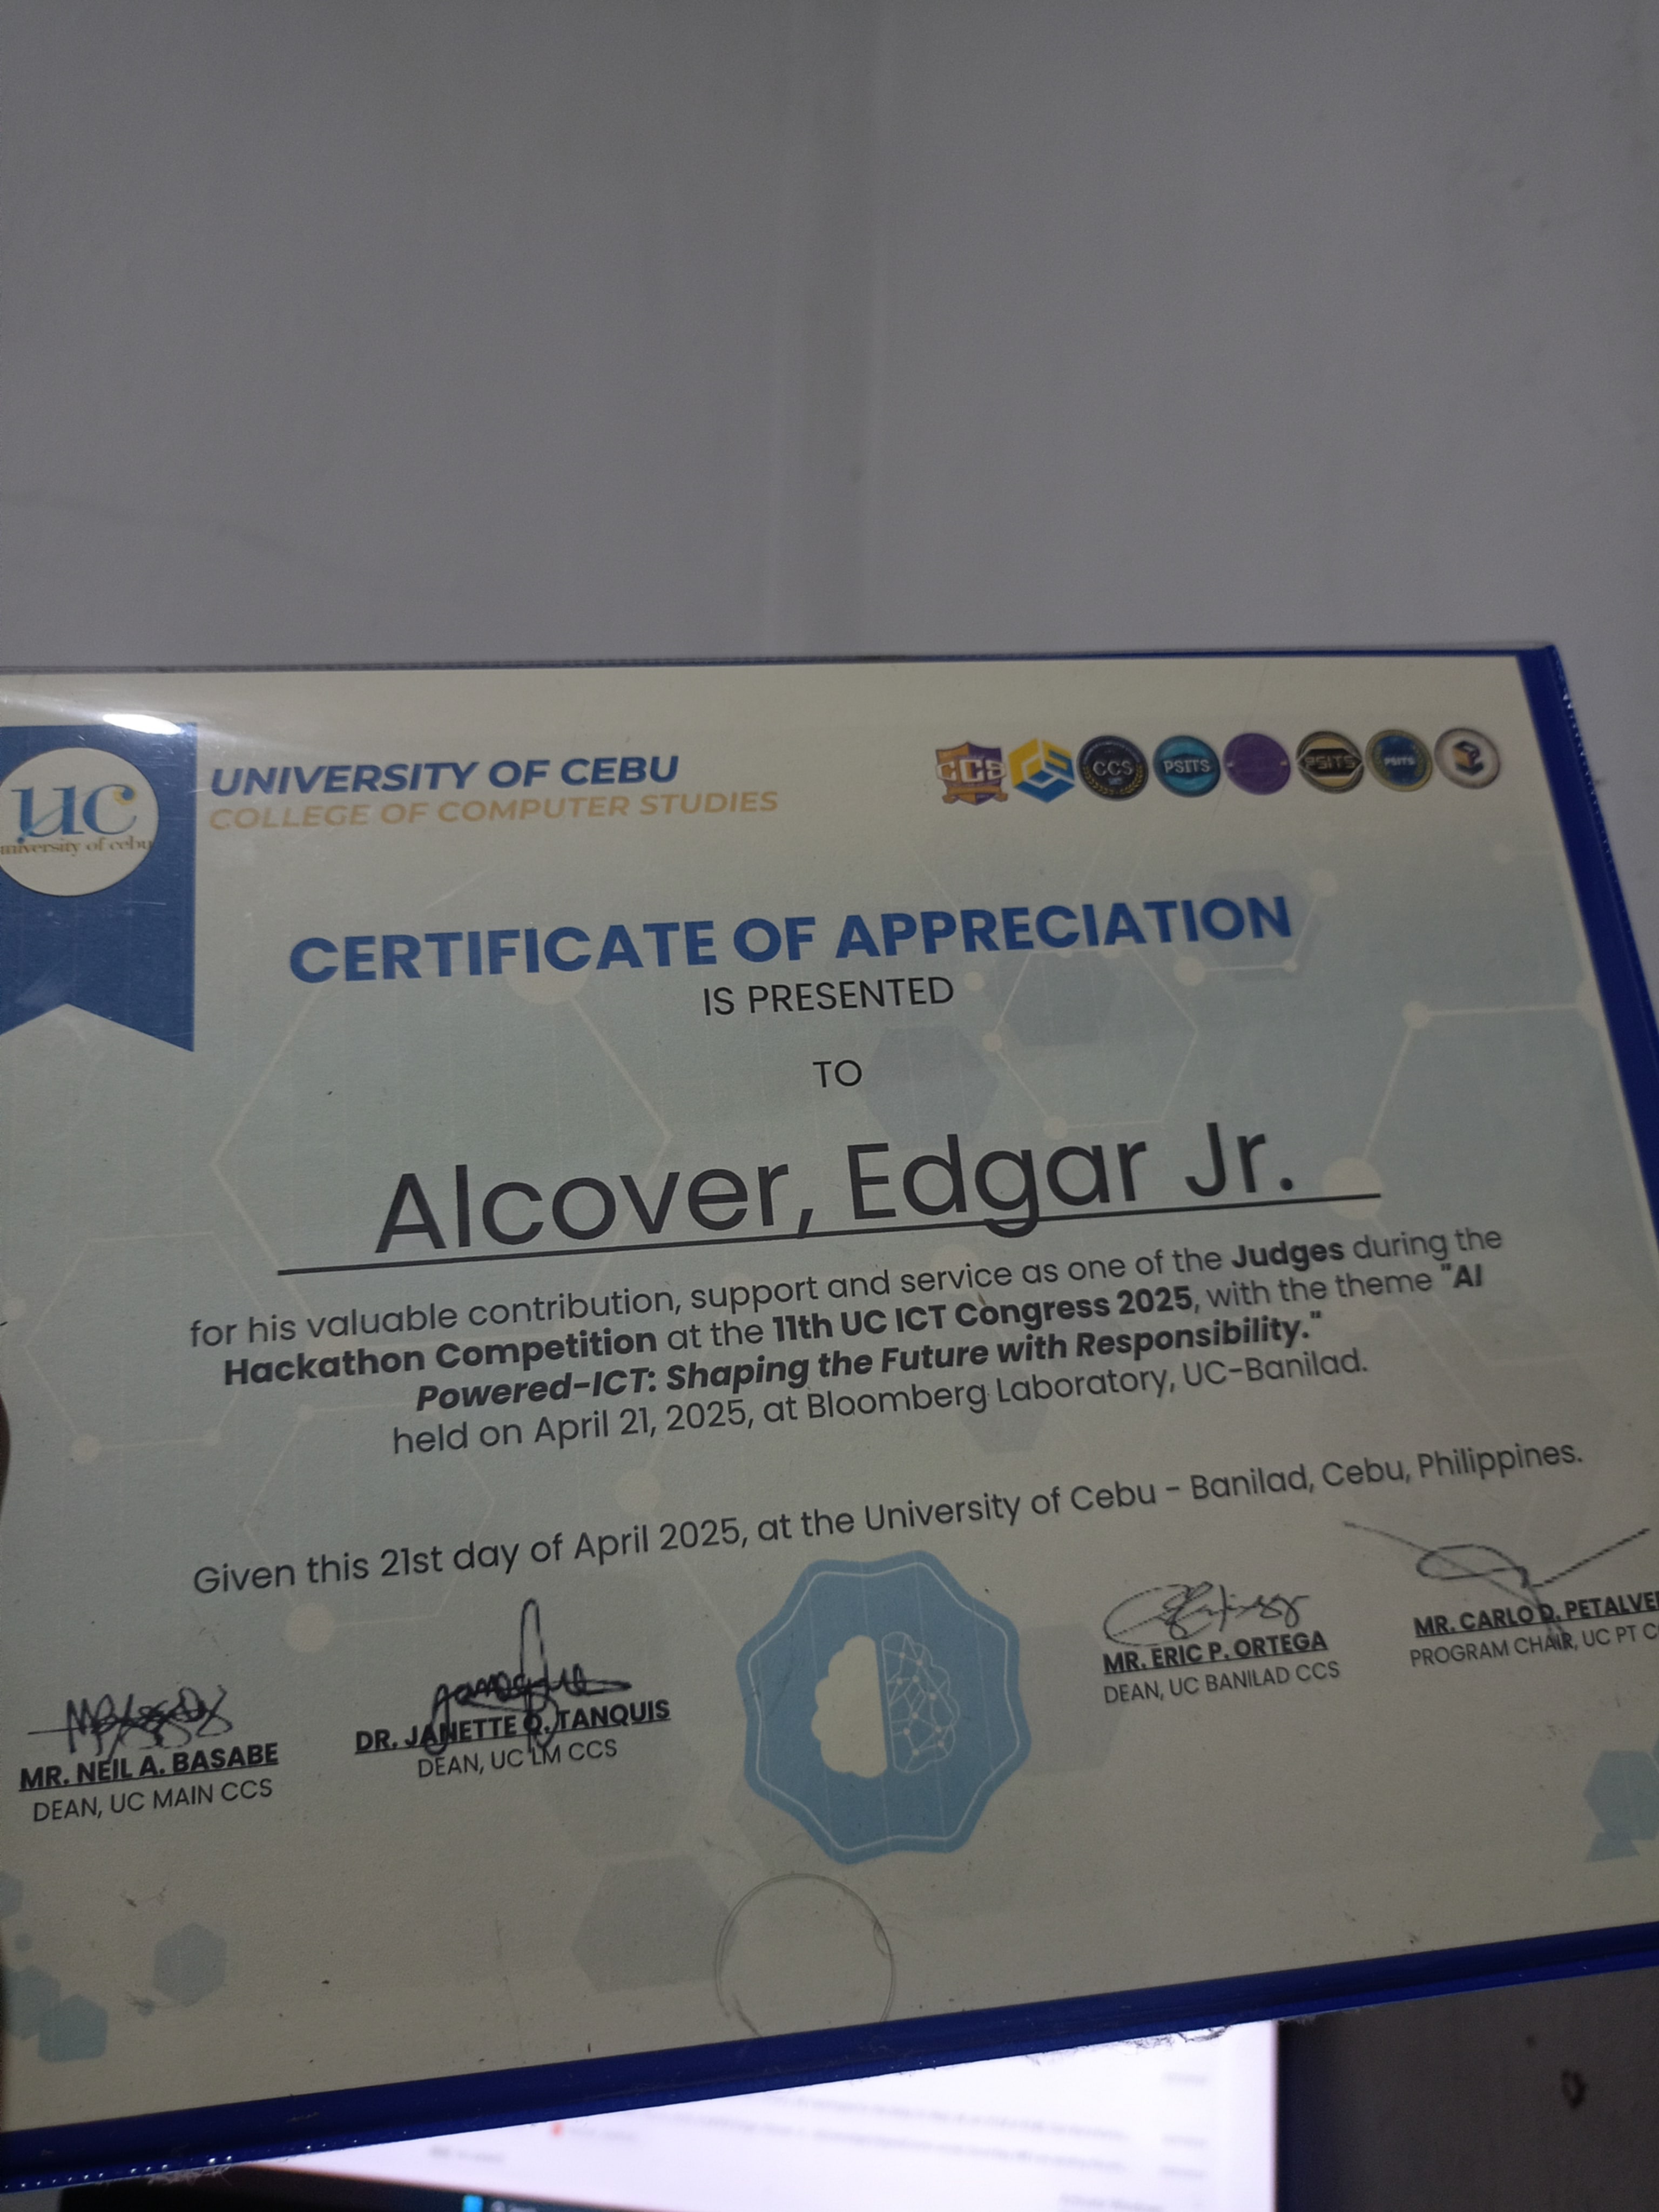 uc
university of cebu
UNIVERSITY OF CEBU
COLLEGE OF COMPUTER STUDIES
CCS
CCS
PSITS
PSITS
PSITS
CERTIFICATE OF APPRECIATION
IS PRESENTED
TO
Alcover, Edgar Jr.
for his valuable contribution, support and service as one of the Judges during the
Hackathon Competition at the 11th UC ICT Congress 2025, with the theme "AI
Powered-ICT: Shaping the Future with Responsibility."
held on April 21, 2025, at Bloomberg Laboratory, UC-Banilad.
Given this 21st day of April 2025, at the University of Cebu - Banilad, Cebu, Philippines.
MR. NEIL A. BASABE
DEAN, UC MAIN CCS
DR. JANETTE Q. TANQUIS
DEAN, UC LM CCS
MR. ERIC P. ORTEGA
DEAN, UC BANILAD CCS
MR. CARLO D.
PROGRAM CHAIR, UC PT